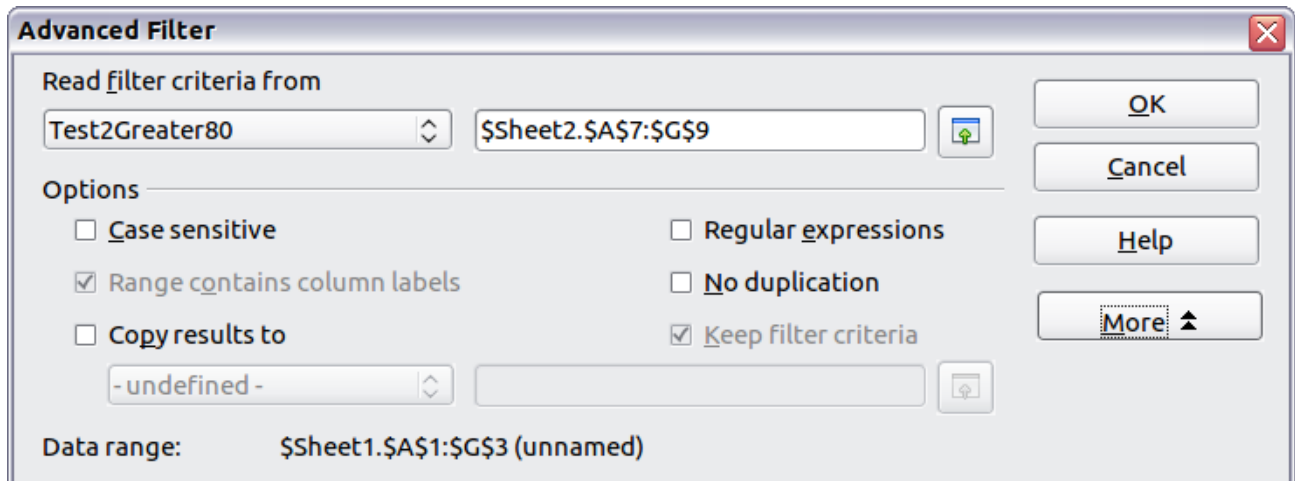 Advanced Filter
Read filter criteria from
Test2Greater80
$Sheet2.$A$7:$G$9
OK
Cancel
Options
Case sensitive
Regular expressions
Help
Range contains column labels
No duplication
Copy results to
Keep filter criteria
More
- undefined -
Data range: $Sheet1.$A$1:$G$3 (unnamed)